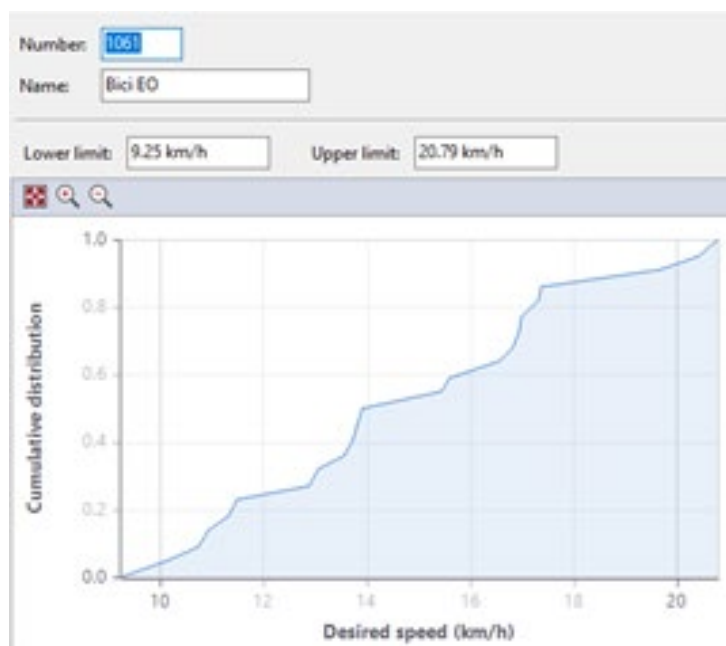 Number: 1061
Name: Bici EO
Lower limit: 9.25 km/h Upper limit: 20.79 km/h
1.0
0.8
0.6
0.4
0.2
0.0
Cumulative distribution
10 12 14 16 18 20
Desired speed (km/h)